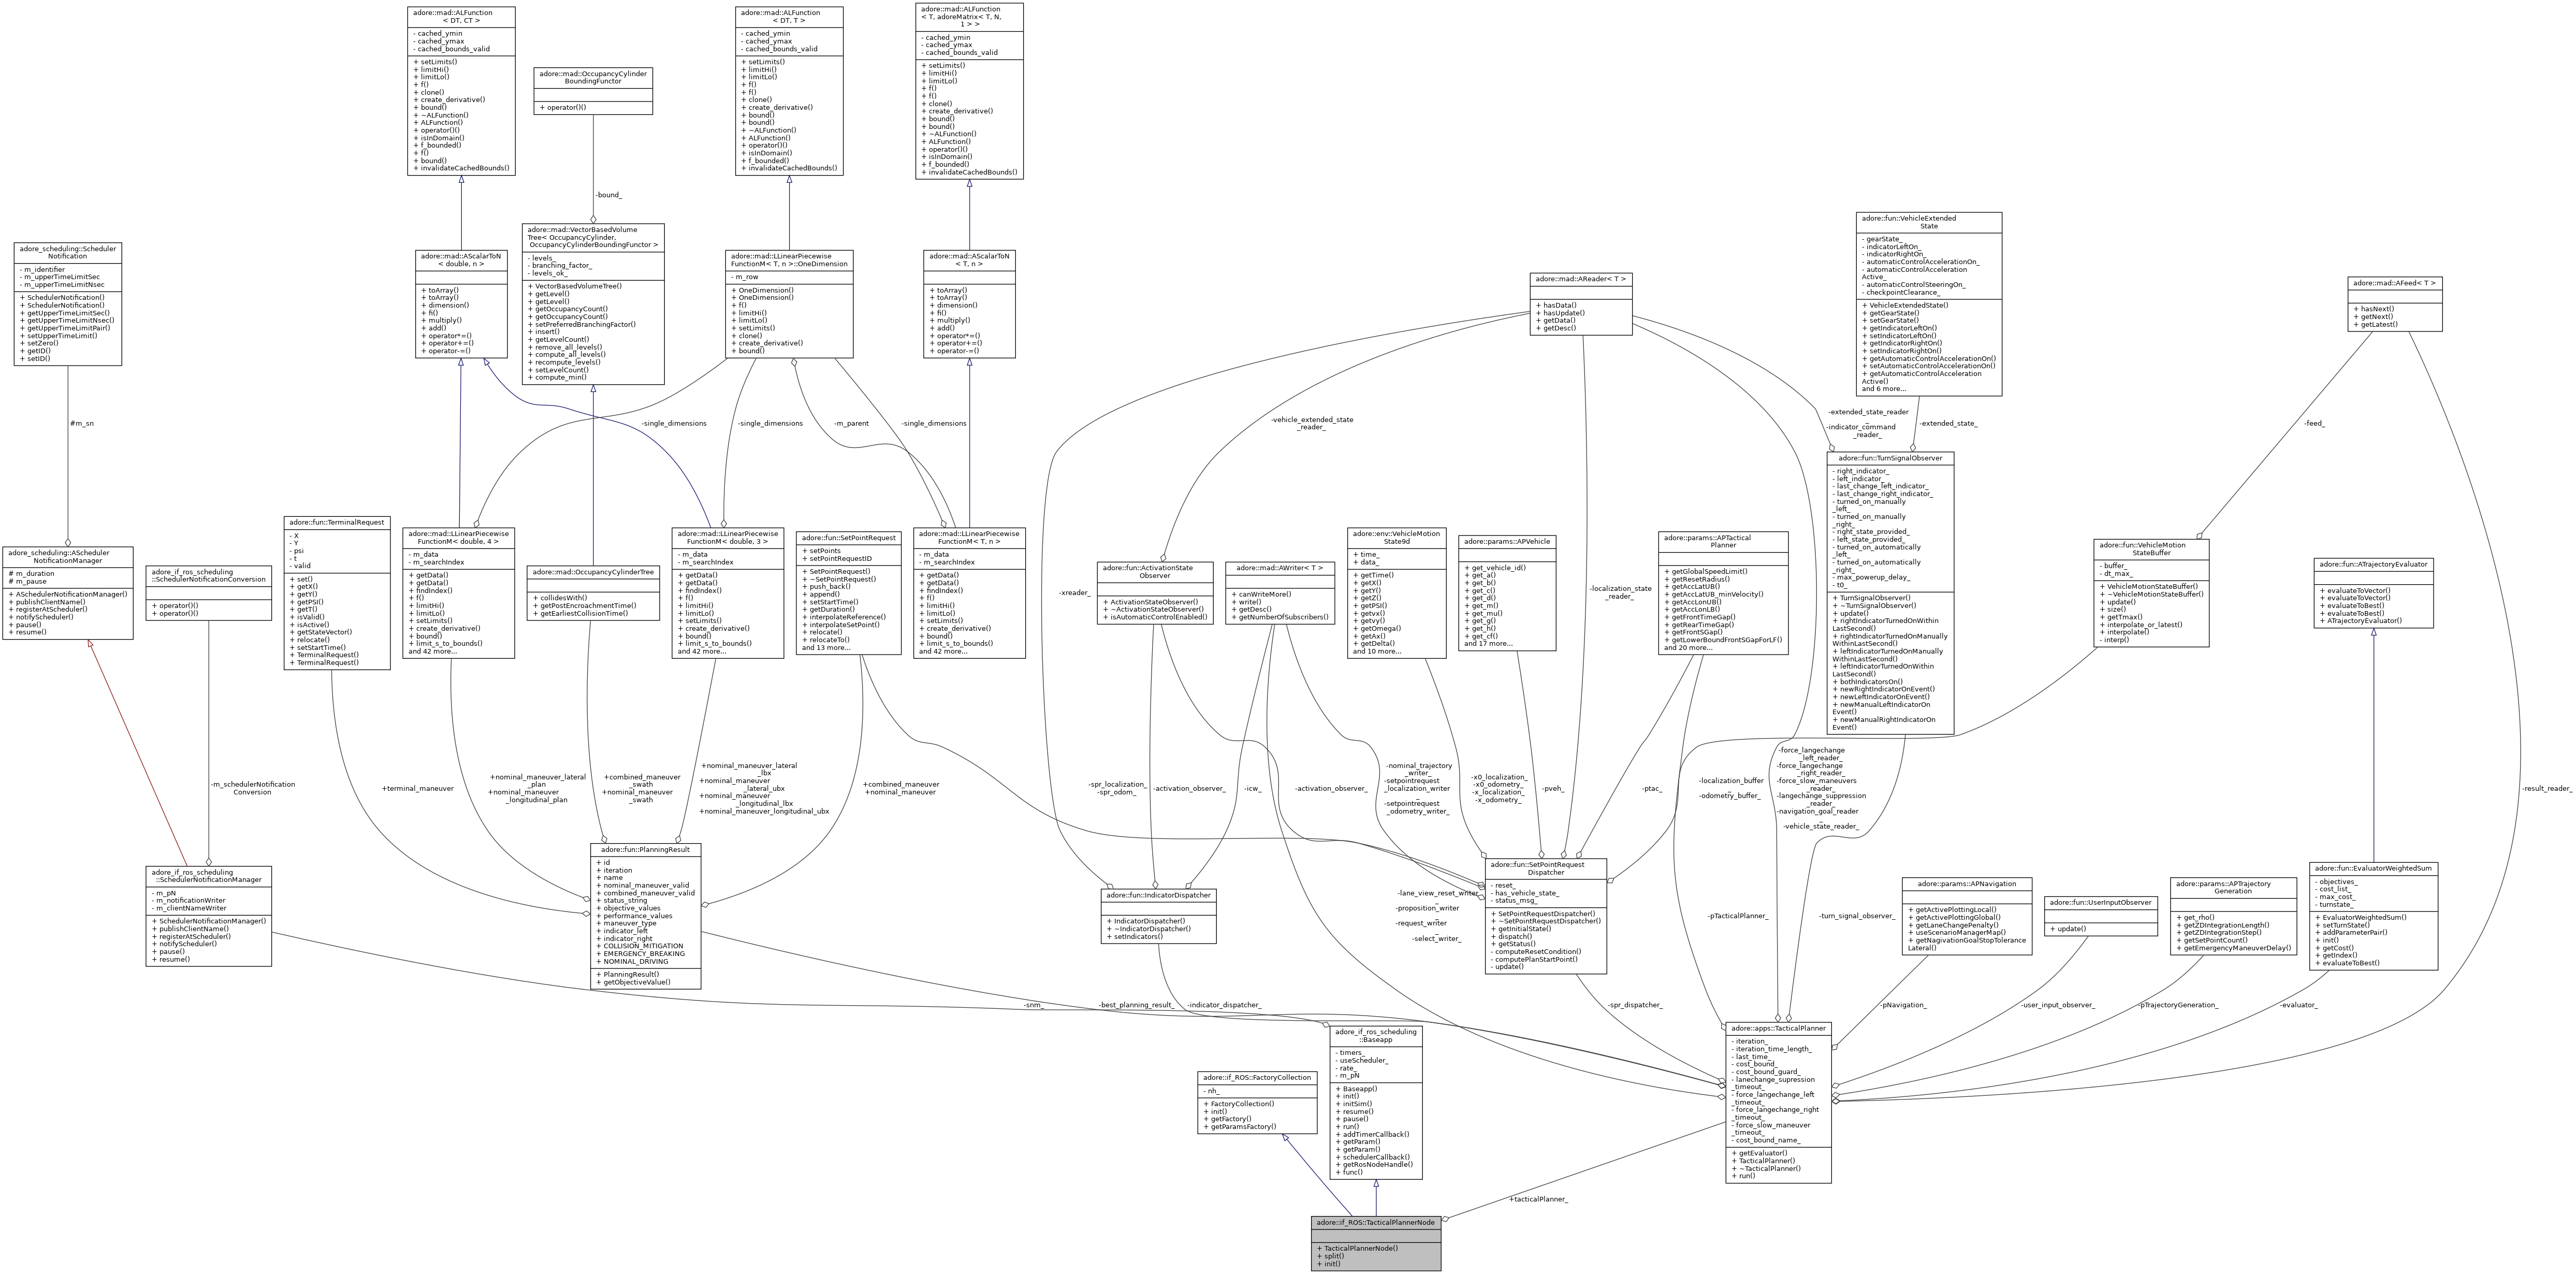 adore::mad::ALFunction
< DT, CT >
- cached_ymin
- cached_ymax
- cached_bounds_valid
+ setLimits()
+ limitHi()
+ limitLo()
+ f()
+ clone()
+ create_derivative()
+ bound()
+ ~ALFunction()
+ ALFunction()
+ operator()()
+ isInDomain()
+ f_bounded()
+ f()
+ bound()
+ invalidateCachedBounds()
adore::mad::ALFunction
< DT, T >
- cached_ymin
- cached_ymax
- cached_bounds_valid
+ setLimits()
+ limitHi()
+ limitLo()
+ f()
+ f()
+ clone()
+ create_derivative()
+ bound()
+ bound()
+ ~ALFunction()
+ ALFunction()
+ operator()()
+ isInDomain()
+ f_bounded()
+ invalidateCachedBounds()
adore::mad::ALFunction
< T, adoreMatrix< T, N,
1 > >
- cached_ymin
- cached_ymax
- cached_bounds_valid
+ setLimits()
+ limitHi()
+ limitLo()
+ f()
+ f()
+ clone()
+ create_derivative()
+ bound()
+ bound()
+ ~ALFunction()
+ ALFunction()
+ operator()()
+ isInDomain()
+ f_bounded()
+ invalidateCachedBounds()
adore::mad::OccupancyCylinder
BoundingFunctor
+ operator()()
-bound_
adore_scheduling::Scheduler
Notification
- m_identifier
- m_upperTimeLimitSec
- m_upperTimeLimitNsec
+ SchedulerNotification()
+ SchedulerNotification()
+ getUpperTimeLimitSec()
+ getUpperTimeLimitNsec()
+ getUpperTimeLimitPair()
+ setUpperTimeLimit()
+ setZero()
+ getID()
+ setID()
#m_sn
adore::mad::AScalarToN
< double, n >
+ toArray()
+ toArray()
+ dimension()
+ fi()
+ multiply()
+ add()
+ operator*=()
+ operator+=()
+ operator-=()
adore::mad::VectorBasedVolume
Tree< OccupancyCylinder,
OccupancyCylinderBoundingFunctor >
- levels_
- branching_factor_
- levels_ok_
+ VectorBasedVolumeTree()
+ getLevel()
+ getLevel()
+ getOccupancyCount()
+ getOccupancyCount()
+ setPreferredBranchingFactor()
+ insert()
+ getLevelCount()
+ remove_all_levels()
+ compute_all_levels()
+ recompute_levels()
+ setLevelCount()
+ compute_min()
adore::mad::LLinearPiecewise
FunctionM< T, n >::OneDimension
- m_row
+ OneDimension()
+ OneDimension()
+ f()
+ limitHi()
+ limitLo()
+ setLimits()
+ clone()
+ create_derivative()
+ bound()
adore::mad::AScalarToN
< T, n >
+ toArray()
+ toArray()
+ dimension()
+ fi()
+ multiply()
+ add()
+ operator*=()
+ operator+=()
+ operator-=()
-single_dimensions
-single_dimensions
-m_parent
-single_dimensions
adore::mad::AReader< T >
+ hasData()
+ hasUpdate()
+ getData()
+ getDesc()
adore::fun::VehicleExtended
State
- gearState_
- indicatorLeftOn_
- indicatorRightOn_
- automaticControlAccelerationOn_
- automaticControlAcceleration
Active_
- automaticControlSteeringOn_
- checkpointClearance_
+ VehicleExtendedState()
+ getGearState()
+ setGearState()
+ getIndicatorLeftOn()
+ setIndicatorLeftOn()
+ getIndicatorRightOn()
+ setIndicatorRightOn()
+ getAutomaticControlAccelerationOn()
+ setAutomaticControlAccelerationOn()
+ getAutomaticControlAcceleration
Active()
and 6 more...
adore::mad::AFeed< T >
+ hasNext()
+ getNext()
+ getLatest()
-vehicle_extended_state
_reader_
-extended_state_reader
_
-indicator_command
_reader_
-extended_state_
-feed_
adore_scheduling::AScheduler
NotificationManager
# m_duration
# m_pause
+ ASchedulerNotificationManager()
+ publishClientName()
+ registerAtScheduler()
+ notifyScheduler()
+ pause()
+ resume()
adore_if_ros_scheduling
::SchedulerNotificationConversion
+ operator()()
+ operator()()
adore::fun::TerminalRequest
- X
- Y
- psi
- t
- valid
+ set()
+ getX()
+ getY()
+ getPSI()
+ getT()
+ isValid()
+ isActive()
+ getStateVector()
+ relocate()
+ setStartTime()
+ TerminalRequest()
+ TerminalRequest()
adore::mad::LLinearPiecewise
FunctionM< double, 4 >
- m_data
- m_searchIndex
+ getData()
+ getData()
+ findIndex()
+ f()
+ limitHi()
+ limitLo()
+ setLimits()
+ create_derivative()
+ bound()
+ limit_s_to_bounds()
and 42 more...
adore::mad::OccupancyCylinderTree
+ collidesWith()
+ getPostEncroachmentTime()
+ getEarliestCollisionTime()
adore::mad::LLinearPiecewise
FunctionM< double, 3 >
- m_data
- m_searchIndex
+ getData()
+ getData()
+ findIndex()
+ f()
+ limitHi()
+ limitLo()
+ setLimits()
+ create_derivative()
+ bound()
+ limit_s_to_bounds()
and 42 more...
adore::fun::SetPointRequest
+ setPoints
+ setPointRequestID
+ SetPointRequest()
+ ~SetPointRequest()
+ push_back()
+ append()
+ setStartTime()
+ getDuration()
+ interpolateReference()
+ interpolateSetPoint()
+ relocate()
+ relocateTo()
and 13 more...
adore::mad::LLinearPiecewise
FunctionM< T, n >
- m_data
- m_searchIndex
+ getData()
+ getData()
+ findIndex()
+ f()
+ limitHi()
+ limitLo()
+ setLimits()
+ create_derivative()
+ bound()
+ limit_s_to_bounds()
and 42 more...
-xreader_
adore::fun::ActivationState
Observer
+ ActivationStateObserver()
+ ~ActivationStateObserver()
+ isAutomaticControlEnabled()
adore::mad::AWriter< T >
+ canWriteMore()
+ write()
+ getDesc()
+ getNumberOfSubscribers()
adore::env::VehicleMotion
State9d
+ time_
+ data_
+ getTime()
+ getX()
+ getY()
+ getZ()
+ getPSI()
+ getvx()
+ getvy()
+ getOmega()
+ getAx()
+ getDelta()
and 10 more...
adore::params::APVehicle
+ get_vehicle_id()
+ get_a()
+ get_b()
+ get_c()
+ get_d()
+ get_m()
+ get_mu()
+ get_g()
+ get_h()
+ get_cf()
and 17 more...
-localization_state
_reader_
adore::params::APTactical
Planner
+ getGlobalSpeedLimit()
+ getResetRadius()
+ getAccLatUB()
+ getAccLatUB_minVelocity()
+ getAccLonUB()
+ getAccLonLB()
+ getFrontTimeGap()
+ getRearTimeGap()
+ getFrontSGap()
+ getLowerBoundFrontSGapForLF()
and 20 more...
adore::fun::TurnSignalObserver
- right_indicator_
- left_indicator_
- last_change_left_indicator_
- last_change_right_indicator_
- turned_on_manually
_left_
- turned_on_manually
_right_
- right_state_provided_
- left_state_provided_
- turned_on_automatically
_left_
- turned_on_automatically
_right_
- max_powerup_delay_
- t0_
+ TurnSignalObserver()
+ ~TurnSignalObserver()
+ update()
+ rightIndicatorTurnedOnWithin
LastSecond()
+ rightIndicatorTurnedOnManually
WithinLastSecond()
+ leftIndicatorTurnedOnManually
WithinLastSecond()
+ leftIndicatorTurnedOnWithin
LastSecond()
+ bothIndicatorsOn()
+ newRightIndicatorOnEvent()
+ newLeftIndicatorOnEvent()
+ newManualLeftIndicatorOn
Event()
+ newManualRightIndicatorOn
Event()
adore::fun::VehicleMotion
StateBuffer
- buffer_
- dt_max_
+ VehicleMotionStateBuffer()
+ ~VehicleMotionStateBuffer()
+ update()
+ size()
+ getTmax()
+ interpolate_or_latest()
+ interpolate()
- interp()
adore::fun::ATrajectoryEvaluator
+ evaluateToVector()
+ evaluateToVector()
+ evaluateToBest()
+ evaluateToBest()
+ ATrajectoryEvaluator()
-m_schedulerNotification
Conversion
+terminal_maneuver
+nominal_maneuver_lateral
_plan
+nominal_maneuver
_longitudinal_plan
+combined_maneuver
_swath
+nominal_maneuver
_swath
+nominal_maneuver_lateral
_lbx
+nominal_maneuver
_lateral_ubx
+nominal_maneuver
_longitudinal_lbx
+nominal_maneuver_longitudinal_ubx
+combined_maneuver
+nominal_maneuver
-spr_localization_
-spr_odom_
-activation_observer_
-icw_
-activation_observer_
-nominal_trajectory
_writer_
-setpointrequest
_localization_writer
_
-setpointrequest
_odometry_writer_
-x0_localization_
-x0_odometry_
-x_localization_
-x_odometry_
-pveh_
-ptac_
-localization_buffer
_
-odometry_buffer_
-force_langechange
_left_reader_
-force_langechange
_right_reader_
-force_slow_maneuvers
_reader_
-langechange_suppression
_reader_
-navigation_goal_reader
_
-vehicle_state_reader_
-result_reader_
adore_if_ros_scheduling
::SchedulerNotificationManager
- m_pN
- m_notificationWriter
- m_clientNameWriter
+ SchedulerNotificationManager()
+ publishClientName()
+ registerAtScheduler()
+ notifyScheduler()
+ pause()
+ resume()
adore::fun::PlanningResult
+ id
+ iteration
+ name
+ nominal_maneuver_valid
+ combined_maneuver_valid
+ status_string
+ objective_values
+ performance_values
+ maneuver_type
+ indicator_left
+ indicator_right
+ COLLISION_MITIGATION
+ EMERGENCY_BREAKING
+ NOMINAL_DRIVING
+ PlanningResult()
+ getObjectiveValue()
adore::fun::IndicatorDispatcher
+ IndicatorDispatcher()
+ ~IndicatorDispatcher()
+ setIndicators()
-lane_view_reset_writer
_
-proposition_writer
_
-request_writer
_
-select_writer_
adore::fun::SetPointRequest
Dispatcher
- reset_
- has_vehicle_state_
- status_msg_
+ SetPointRequestDispatcher()
+ ~SetPointRequestDispatcher()
+ getInitialState()
+ dispatch()
+ getStatus()
- computeResetCondition()
- computePlanStartPoint()
- update()
-pTacticalPlanner_
-turn_signal_observer_
adore::params::APNavigation
+ getActivePlottingLocal()
+ getActivePlottingGlobal()
+ getLaneChangePenalty()
+ useScenarioManagerMap()
+ getNagivationGoalStopTolerance
Lateral()
adore::fun::UserInputObserver
+ update()
adore::params::APTrajectory
Generation
+ get_rho()
+ getZDIntegrationLength()
+ getZDIntegrationStep()
+ getSetPointCount()
+ getEmergencyManeuverDelay()
adore::fun::EvaluatorWeightedSum
- objectives_
- cost_list_
- max_cost_
- turnstate_
+ EvaluatorWeightedSum()
+ setTurnState()
+ addParameterPair()
+ init()
+ getCost()
+ getIndex()
+ evaluateToBest()
-snm_
-best_planning_result_
-indicator_dispatcher_
-spr_dispatcher_
-pNavigation_
-user_input_observer_
-pTrajectoryGeneration_
-evaluator_
adore::if_ROS::FactoryCollection
- nh_
+ FactoryCollection()
+ init()
+ getFactory()
+ getParamsFactory()
adore_if_ros_scheduling
::Baseapp
- timers_
- useScheduler_
- rate_
- m_pN
+ Baseapp()
+ init()
+ initSim()
+ resume()
+ pause()
+ run()
+ addTimerCallback()
+ getParam()
+ getParam()
+ schedulerCallback()
+ getRosNodeHandle()
+ func()
adore::apps::TacticalPlanner
- iteration_
- iteration_time_length_
- last_time_
- cost_bound_
- cost_bound_guard_
- lanechange_supression
_timeout_
- force_langechange_left
_timeout_
- force_langechange_right
_timeout_
- force_slow_maneuver
_timeout_
- cost_bound_name_
+ getEvaluator()
+ TacticalPlanner()
+ ~TacticalPlanner()
+ run()
+tacticalPlanner_
adore::if_ROS::TacticalPlannerNode
+ TacticalPlannerNode()
+ split()
+ init()